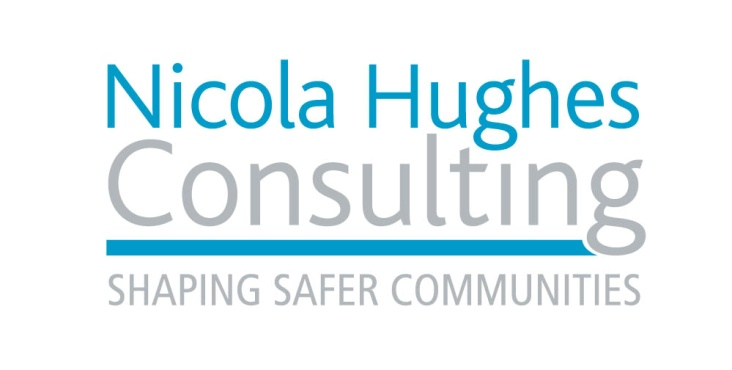 Nicola Hughes
Consulting
SHAPING SAFER COMMUNITIES